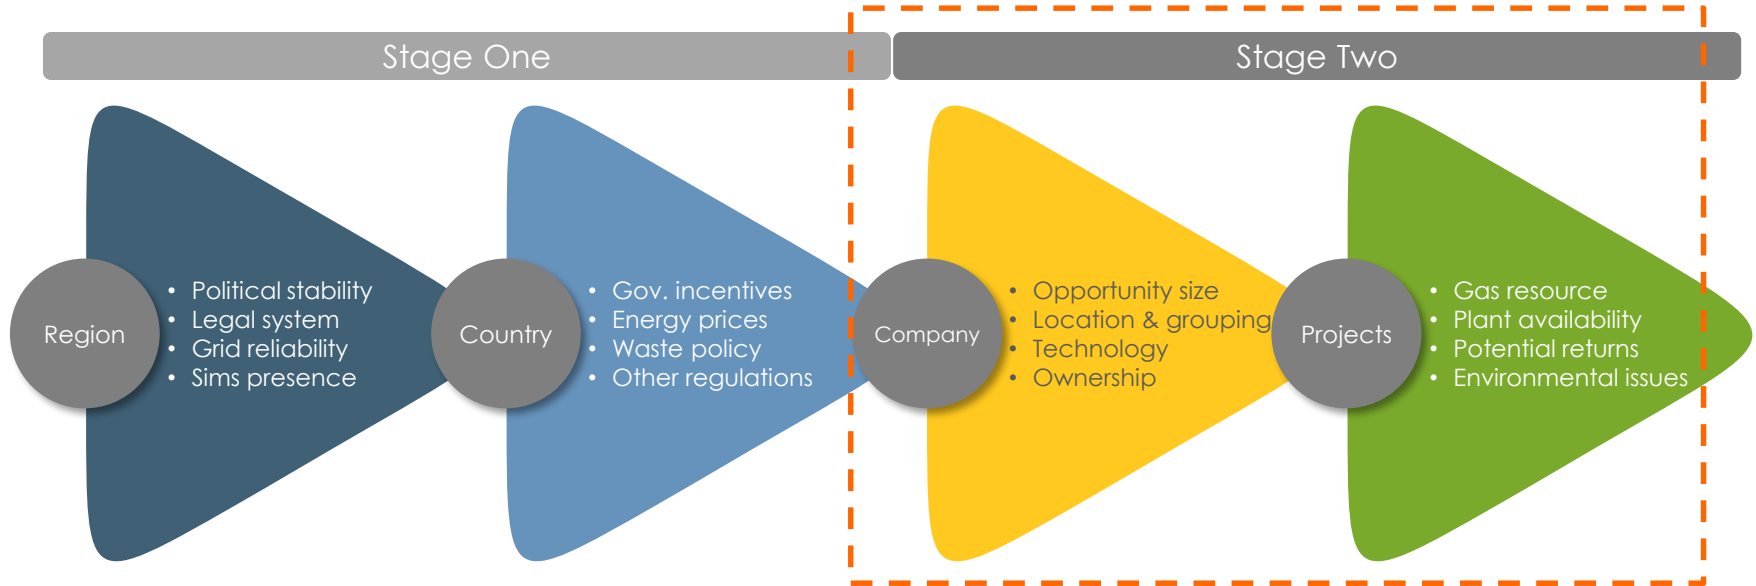 Stage One
Stage Two
Region
• Political stability
• Legal system
• Grid reliability
• Sims presence
Country
• Gov. incentives
• Energy prices
• Waste policy
• Other regulations
Company
• Opportunity size
• Location & grouping
• Technology
• Ownership
Projects
• Gas resource
• Plant availability
• Potential returns
• Environmental issues